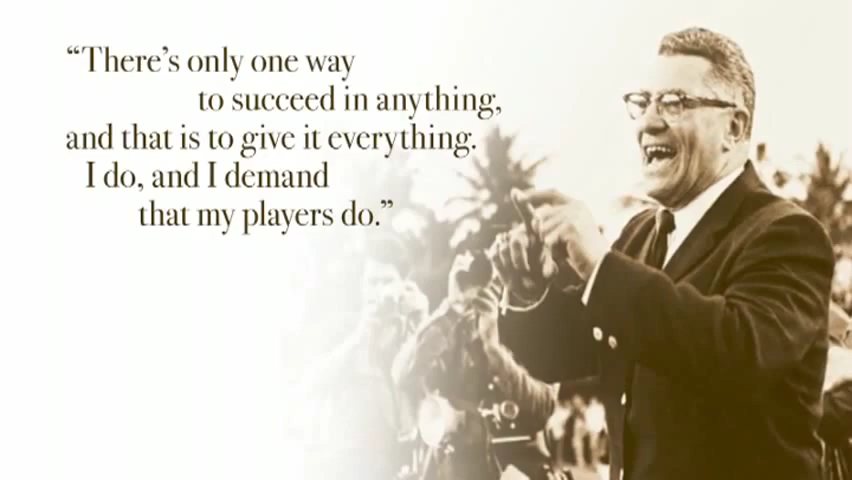 “There’s only one way
to succeed in anything,
and that is to give it everything.
I do, and I demand
that my players do.”